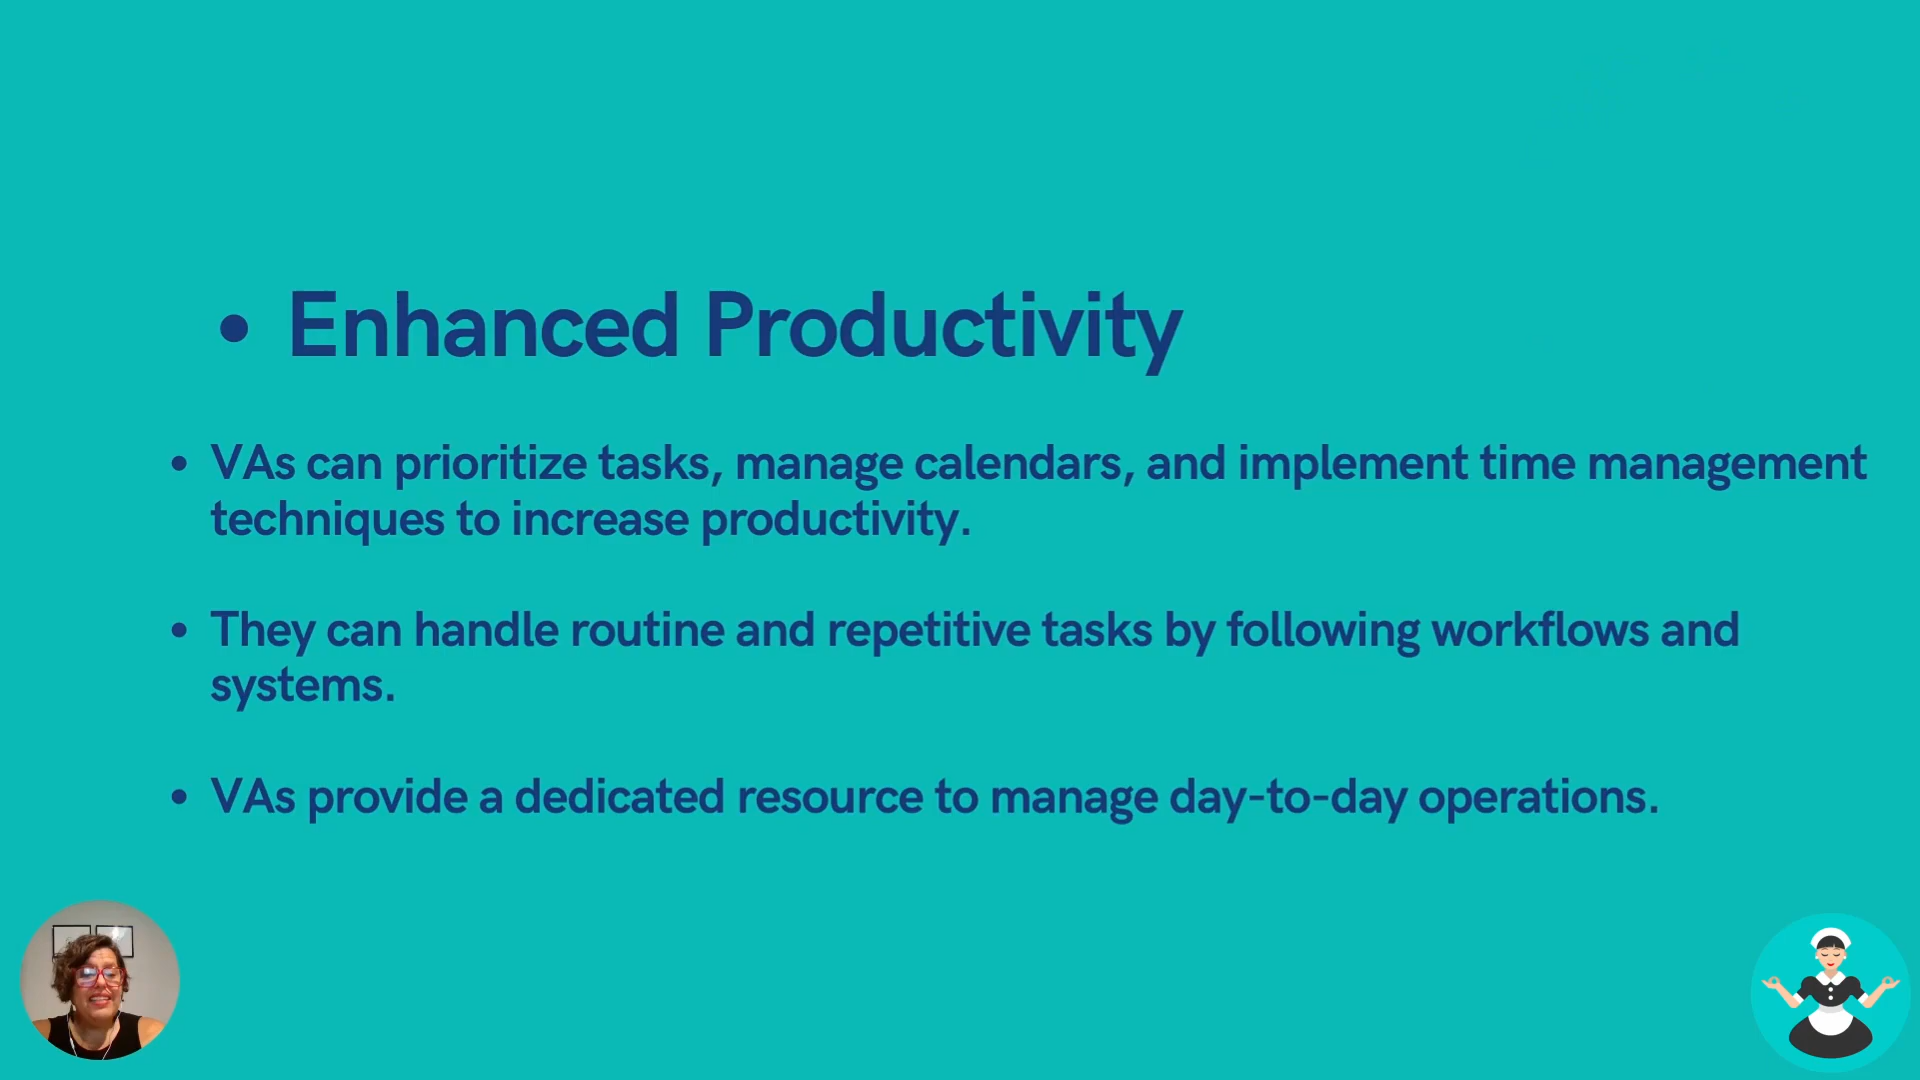 • Enhanced Productivity
• VAs can prioritize tasks, manage calendars, and implement time management
techniques to increase productivity.
• They can handle routine and repetitive tasks by following workflows and
systems.
• VAs provide a dedicated resource to manage day-to-day operations.